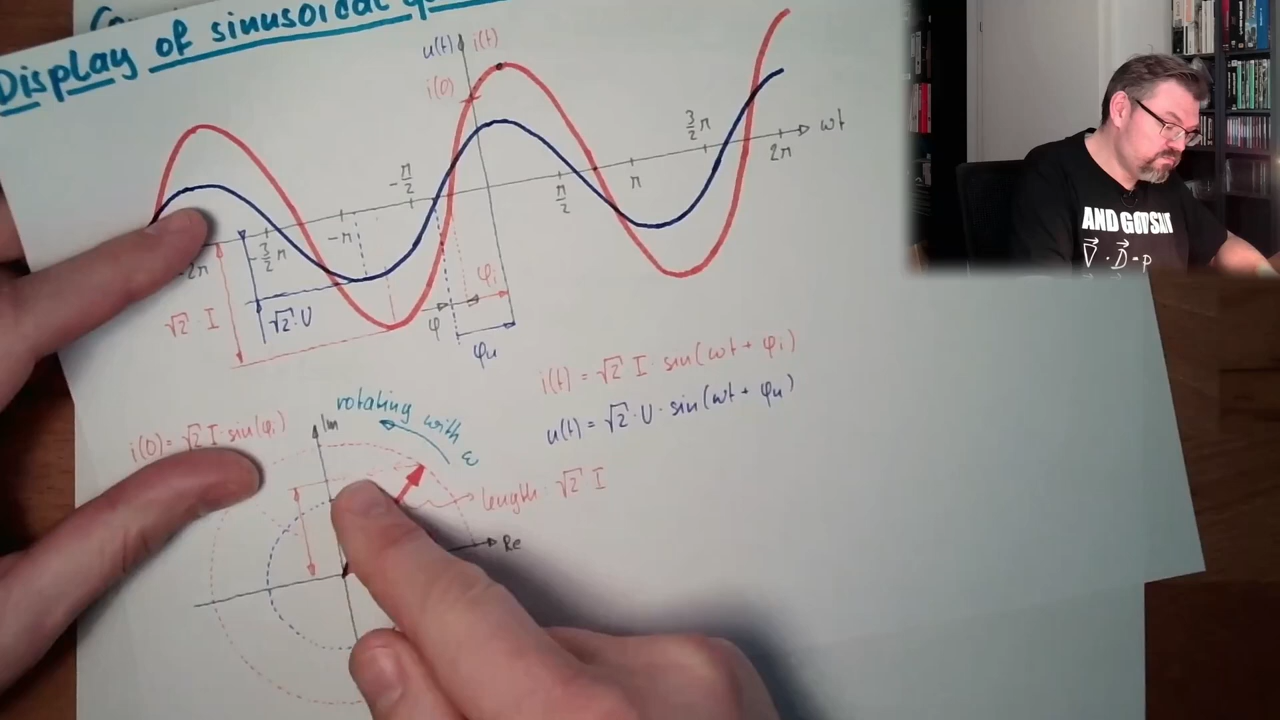 Display of sinusoidal
u(t) i(t)
i(0)
3/2 π
ωt
2π
-π/2
π/2
π
-π
-3/2 π
-2π
√2 · I
√2 · U
φ
φi
φu
i(t) = √2 I · sin(ωt + φi)
u(t) = √2 · U · sin(ωt + φu)
i(0) = √2 I · sin(φi)
Im
rotating with
ω
length: √2 I
Re
AND GOD SAID
∇ · D = ρ